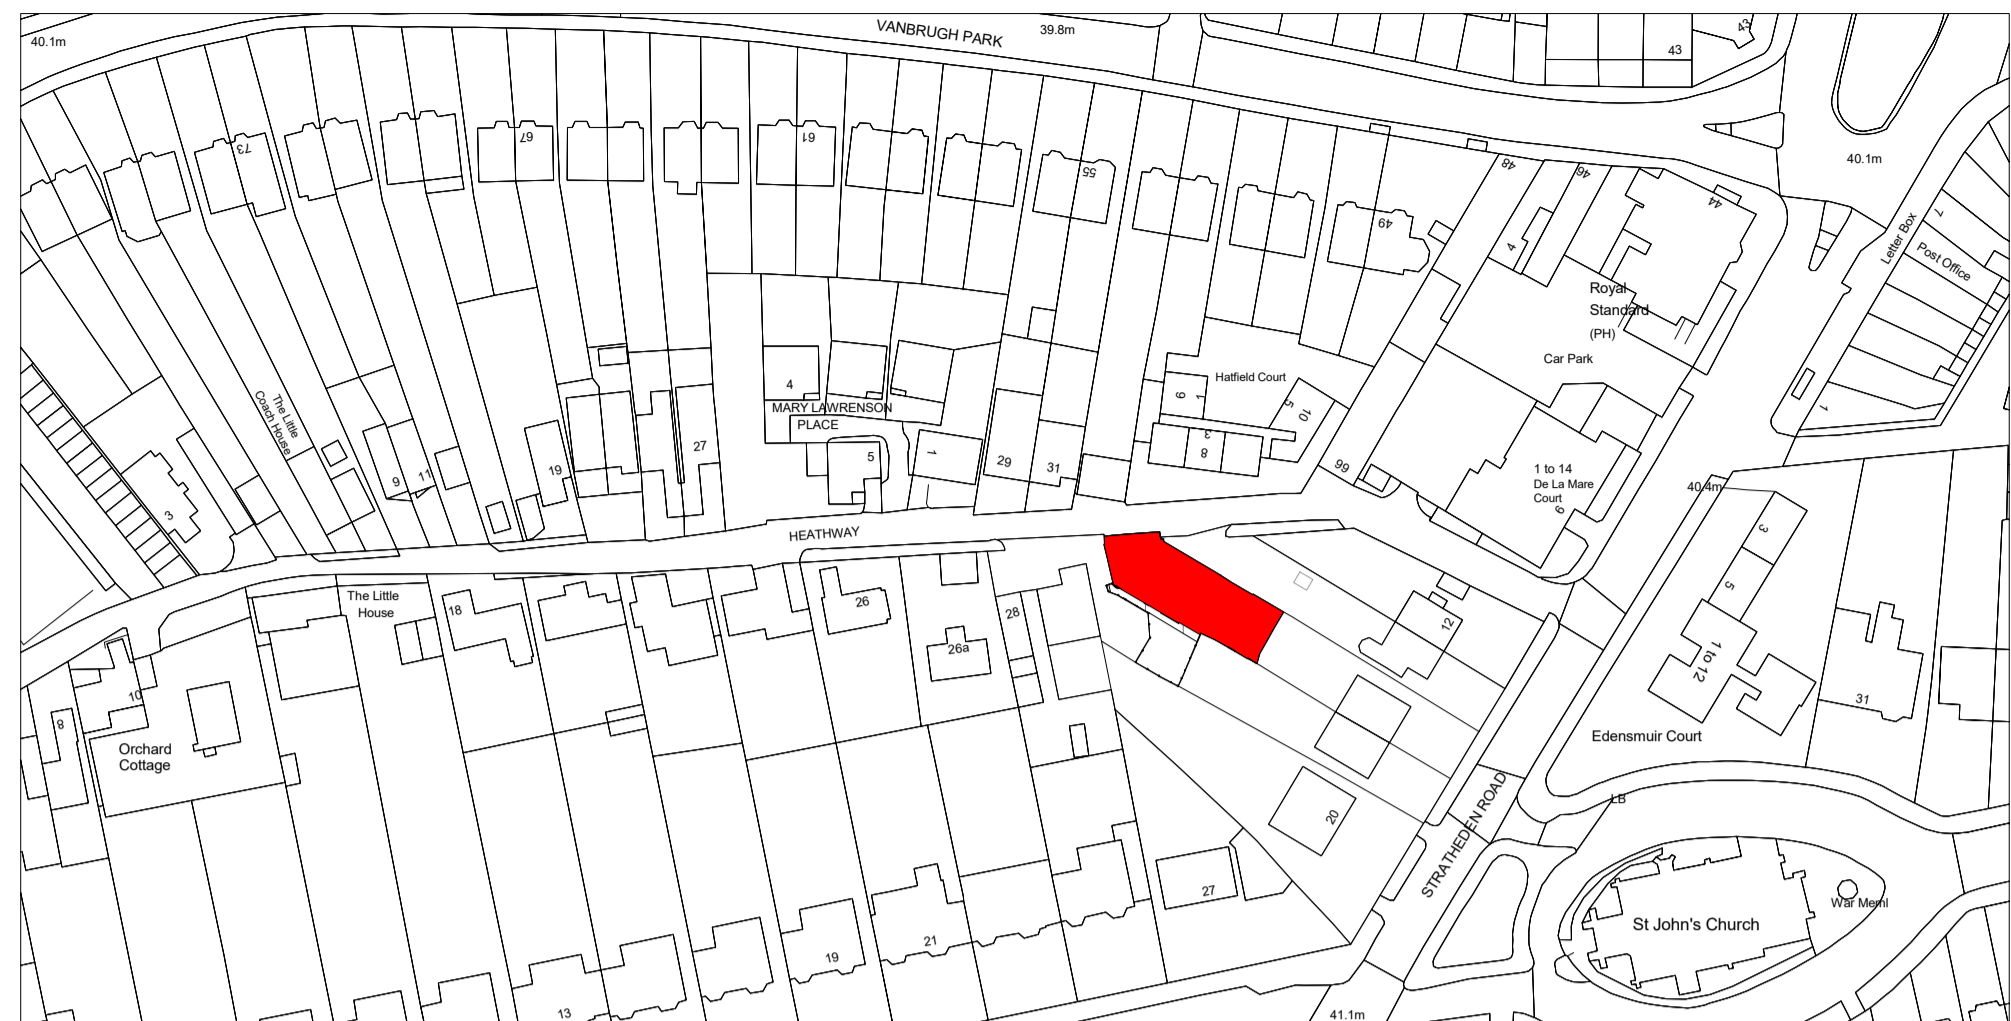 40.1m
VANBRUGH PARK
39.8m
43
43
40.1m
73
67
61
55
49
48
46
44
4
7
Letter Box
Post Office
Royal
Standard
(PH)
Car Park
1
The Little
Coach House
3
9
11
19
27
4
MARY LAWRENSON
PLACE
5
1
29
31
Hatfield Court
6
1
5
10
3
8
66
1 to 14
De La Mare
Court
9
40.4m
3
5
1 to 12
31
Edensmuir Court
HEATHWAY
The Little
House
18
26
26a
28
12
10
8
Orchard
Cottage
20
27
LB
STRATHEDEN ROAD
St John's Church
War Meml
21
19
13
41.1m